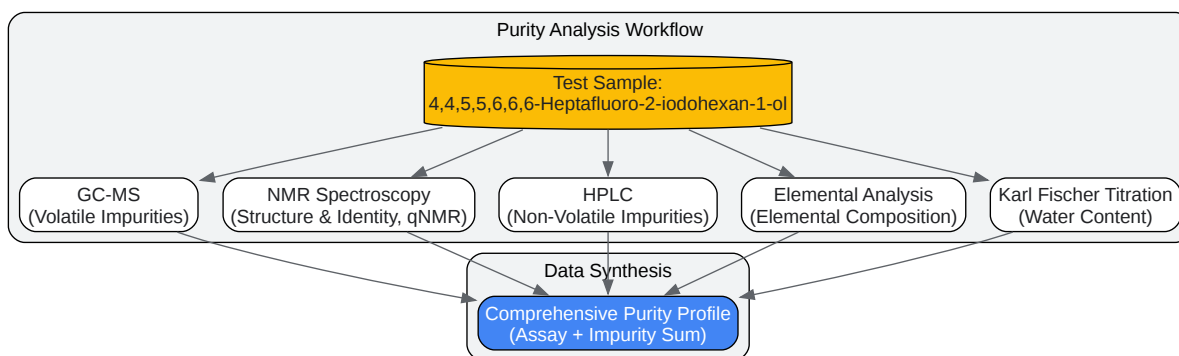 Purity Analysis Workflow
Test Sample:
4,4,5,5,6,6,6-Heptafluoro-2-iodohexan-1-ol
GC-MS
(Volatile Impurities)
NMR Spectroscopy
(Structure & Identity, qNMR)
HPLC
(Non-Volatile Impurities)
Elemental Analysis
(Elemental Composition)
Karl Fischer Titration
(Water Content)
Data Synthesis
Comprehensive Purity Profile
(Assay + Impurity Sum)